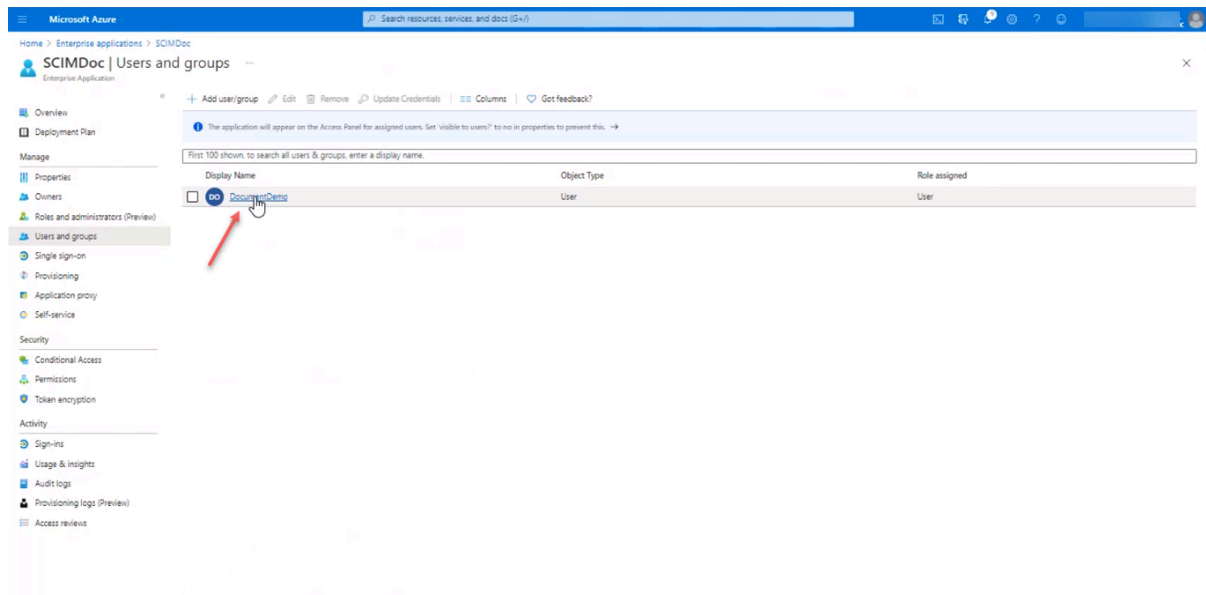 Microsoft Azure
Search resources, services, and docs (G+/)
Home > Enterprise applications > SCIMDoc
SCIMDoc | Users and groups ...
Enterprise Application
Add user/group Edit Remove Update Credentials Columns Got feedback?
The application will appear on the Access Panel for assigned users. Set 'visible to users?' to no in properties to prevent this. →
First 100 shown, to search all users & groups, enter a display name.
Display Name Object Type Role assigned
DO DocumentDemo User User
Overview
Deployment Plan
Manage
Properties
Owners
Roles and administrators (Preview)
Users and groups
Single sign-on
Provisioning
Application proxy
Self-service
Security
Conditional Access
Permissions
Token encryption
Activity
Sign-ins
Usage & insights
Audit logs
Provisioning logs (Preview)
Access reviews